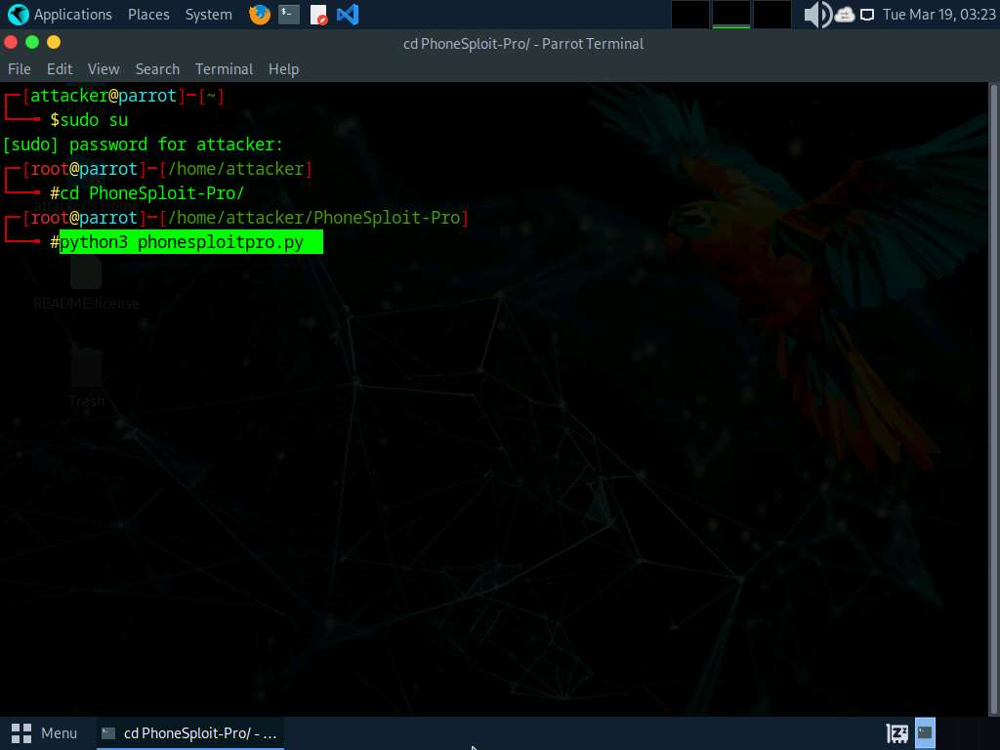 Applications Places System Tue Mar 19, 03:23
cd PhoneSploit-Pro/ - Parrot Terminal
File Edit View Search Terminal Help
[attacker@parrot]─[~]
$sudo su
[sudo] password for attacker:
[root@parrot]─[/home/attacker]
#cd PhoneSploit-Pro/
[root@parrot]─[/home/attacker/PhoneSploit-Pro]
#python3 phonesploitpro.py
README.license
Trash
Menu cd PhoneSploit-Pro/ - ...